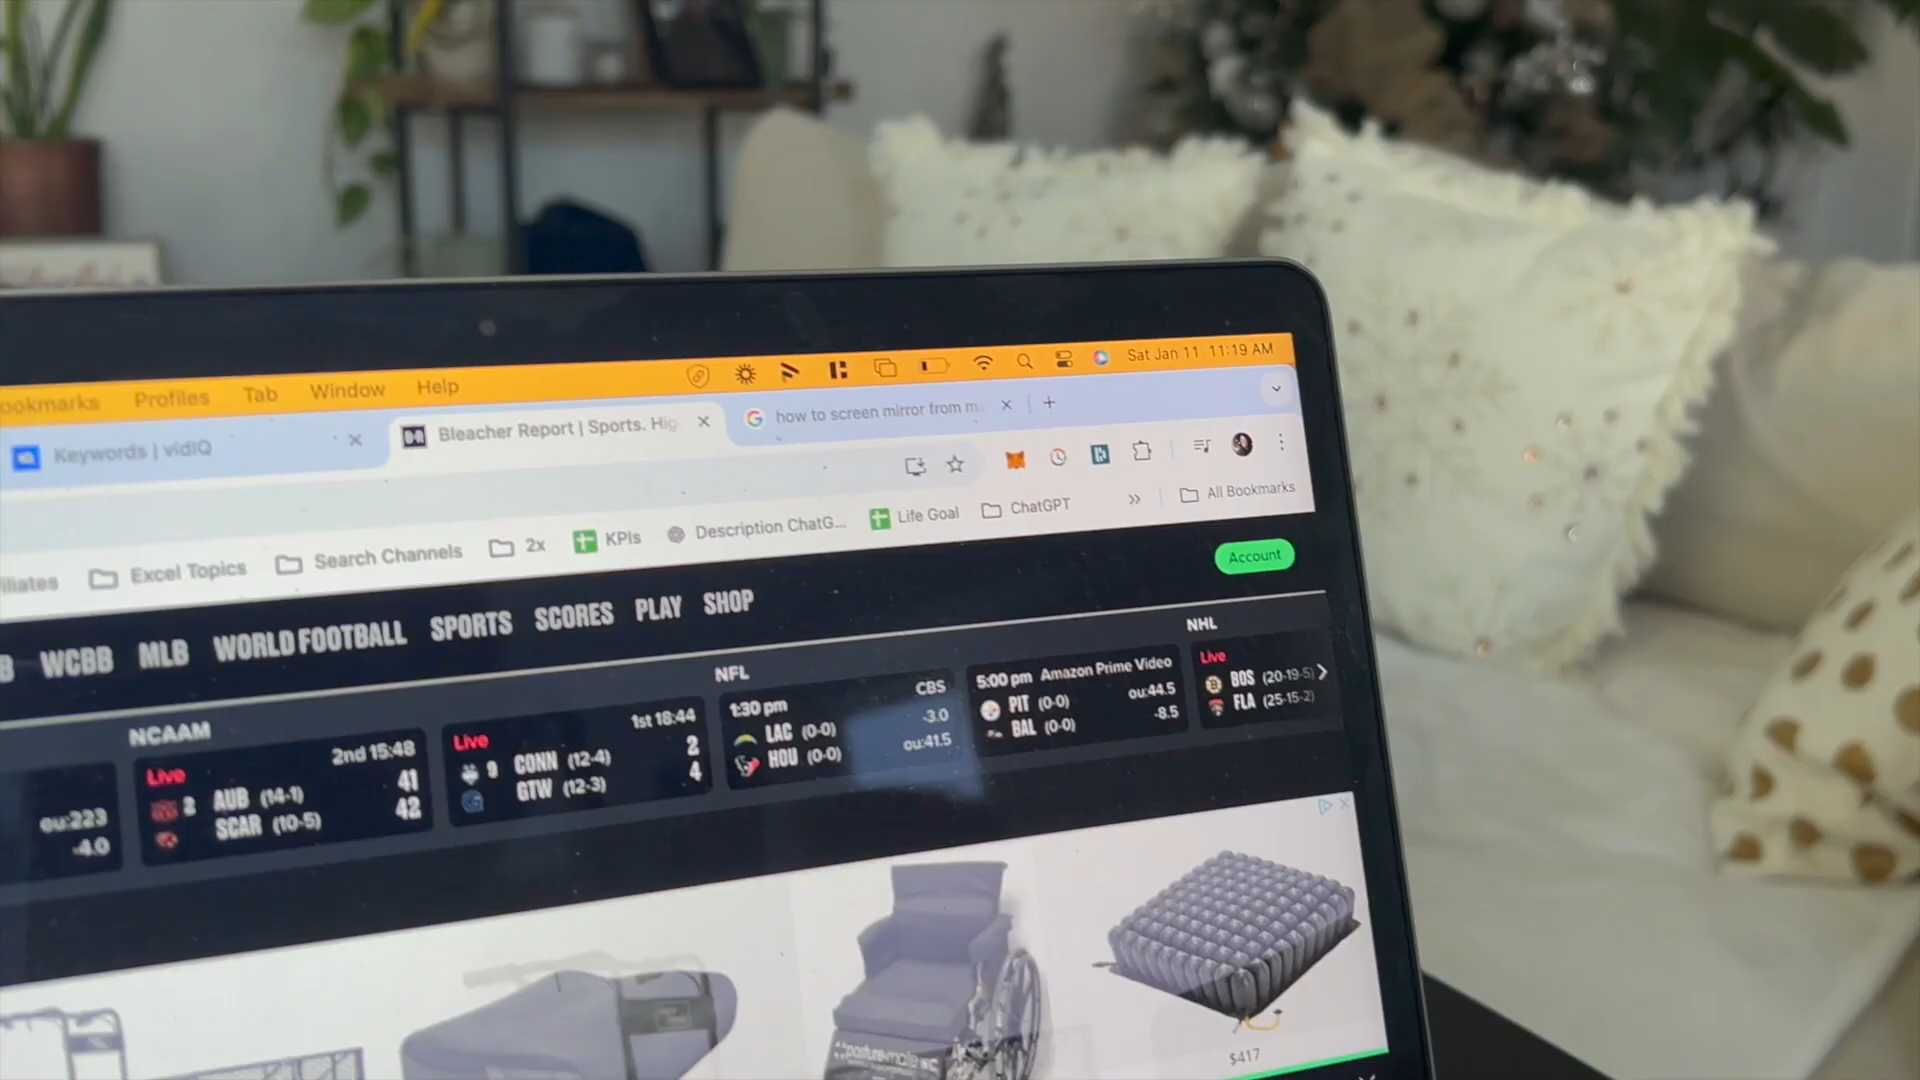 Profiles Tab Window Help Sat Jan 11 11:19 AM
Keywords | vidIQ Bleacher Report | Sports. Hig how to screen mirror from m
Excel Topics Search Channels 2x KPIs Description ChatG... Life Goal ChatGPT All Bookmarks
Account
WCBB MLB WORLD FOOTBALL SPORTS SCORES PLAY SHOP
ou:223
-4.0
NCAAM
Live 2nd 15:48
2 AUB (14-1) 41
SCAR (10-5) 42
Live 1st 18:44
9 CONN (12-4) 2
GTW (12-3) 4
NFL
1:30 pm CBS
LAC (0-0) -3.0
HOU (0-0) ou:41.5
5:00 pm Amazon Prime Video
PIT (0-0) ou:44.5
BAL (0-0) -8.5
NHL
Live
BOS (20-19-5)
FLA (25-15-2)
$417